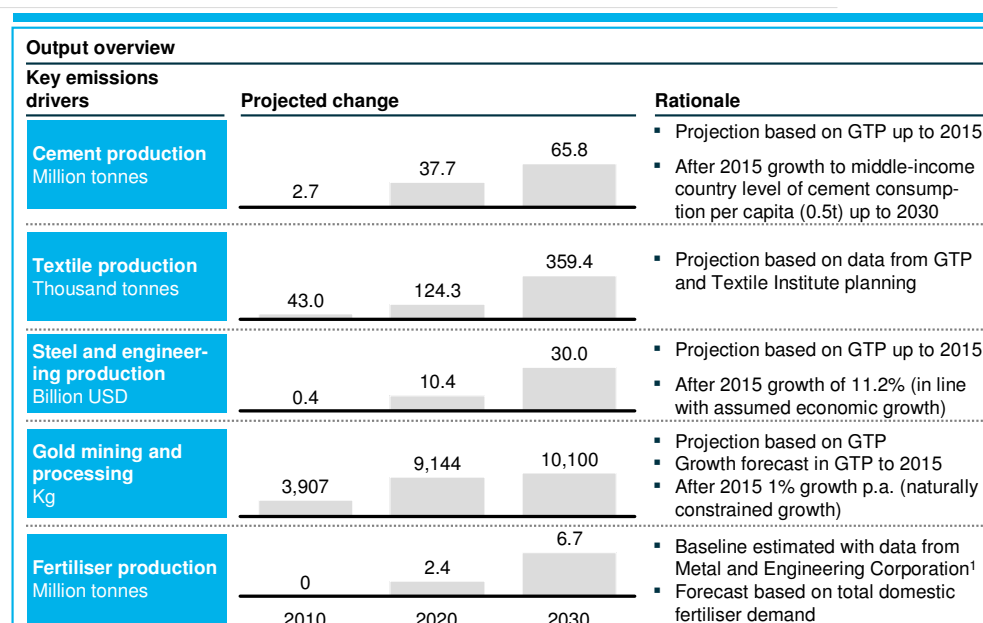 Output overview
Key emissions
drivers
Projected change
Rationale
Cement production
Million tonnes
2.7
37.7
65.8
▪ Projection based on GTP up to 2015
▪ After 2015 growth to middle-income
country level of cement consump-
tion per capita (0.5t) up to 2030
Textile production
Thousand tonnes
43.0
124.3
359.4
▪ Projection based on data from GTP
and Textile Institute planning
Steel and engineer-
ing production
Billion USD
0.4
10.4
30.0
▪ Projection based on GTP up to 2015
▪ After 2015 growth of 11.2% (in line
with assumed economic growth)
Gold mining and
processing
Kg
3,907
9,144
10,100
▪ Projection based on GTP
▪ Growth forecast in GTP to 2015
▪ After 2015 1% growth p.a. (naturally
constrained growth)
Fertiliser production
Million tonnes
0
2.4
6.7
▪ Baseline estimated with data from
Metal and Engineering Corporation¹
▪ Forecast based on total domestic
fertiliser demand
2010
2020
2030